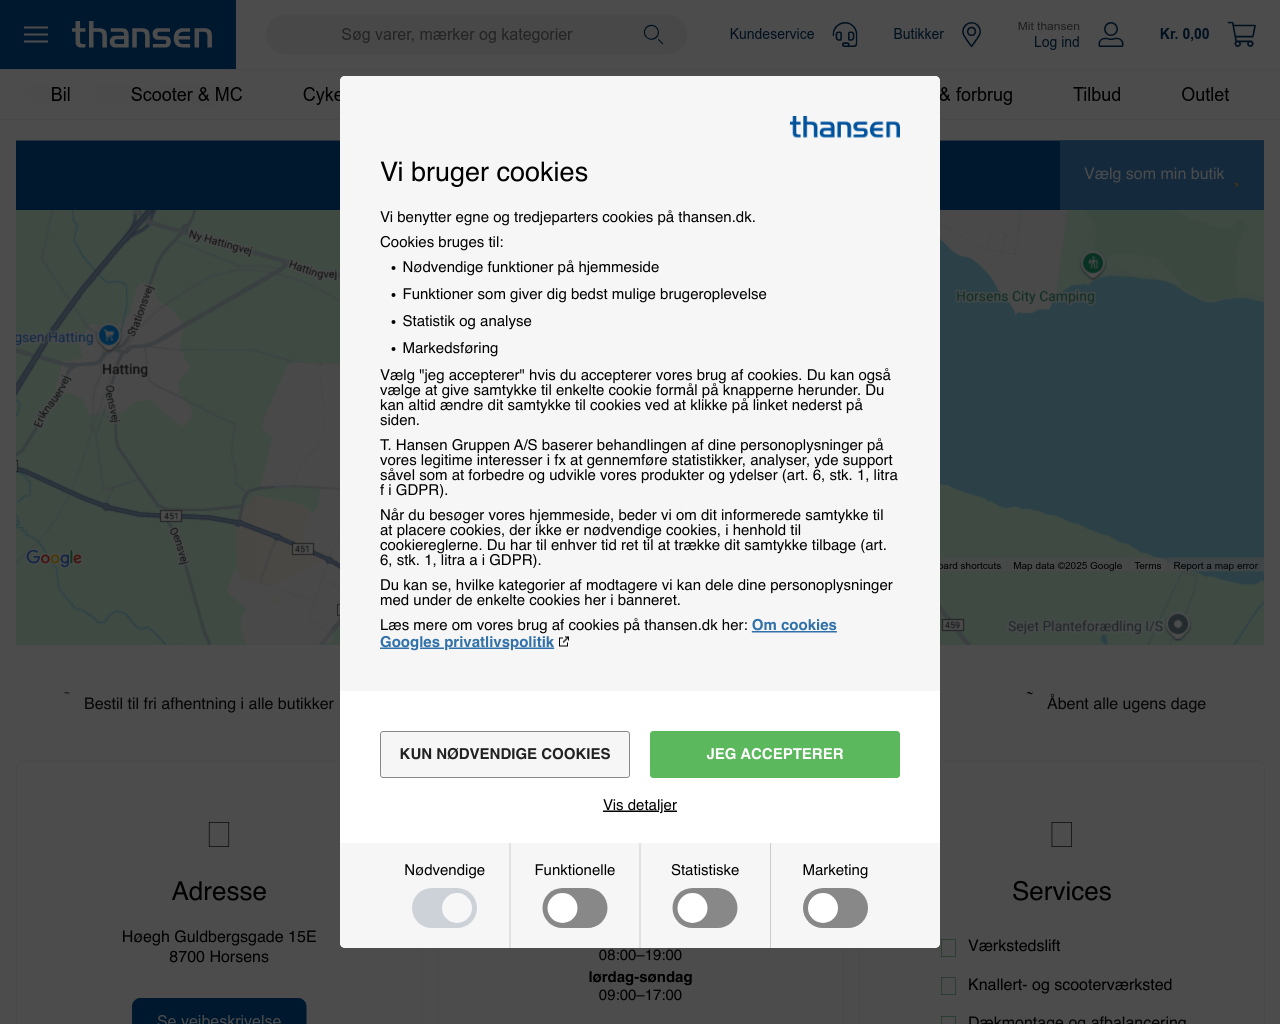 thansen
Søg varer, mærker og kategorier
Kundeservice
Butikker
Mit thansen
Log ind
Kr. 0,00
Bil
Scooter & MC
Cyke
& forbrug
Tilbud
Outlet
Vælg som min butik
thansen
Vi bruger cookies
Vi benytter egne og tredjeparters cookies på thansen.dk.
Cookies bruges til:
• Nødvendige funktioner på hjemmeside
• Funktioner som giver dig bedst mulige brugeroplevelse
• Statistik og analyse
• Markedsføring
Vælg "jeg accepterer" hvis du accepterer vores brug af cookies. Du kan også
vælge at give samtykke til enkelte cookie formål på knapperne herunder. Du
kan altid ændre dit samtykke til cookies ved at klikke på linket nederst på
siden.
T. Hansen Gruppen A/S baserer behandlingen af dine personoplysninger på
vores legitime interesser i fx at gennemføre statistikker, analyser, yde support
såvel som at forbedre og udvikle vores produkter og ydelser (art. 6, stk. 1, litra
f i GDPR).
Når du besøger vores hjemmeside, beder vi om dit informerede samtykke til
at placere cookies, der ikke er nødvendige cookies, i henhold til
cookiereglerne. Du har til enhver tid ret til at trække dit samtykke tilbage (art.
6, stk. 1, litra a i GDPR).
Du kan se, hvilke kategorier af modtagere vi kan dele dine personoplysninger
med under de enkelte cookies her i banneret.
Læs mere om vores brug af cookies på thansen.dk her: Om cookies
Googles privatlivspolitik
KUN NØDVENDIGE COOKIES
JEG ACCEPTERER
Vis detaljer
Nødvendige
Funktionelle
Statistiske
Marketing
Ny Hattingvej
Hattingvej
Stationsvej
gsen Hatting
Hatting
Eriknauervej
Oensvej
451
Oensvej
451
Google
Horsens City Camping
oard shortcuts
Map data ©2025 Google
Terms
Report a map error
459
Sejet Planteforædling I/S
Bestil til fri afhentning i alle butikker
Åbent alle ugens dage
Adresse
Høegh Guldbergsgade 15E
8700 Horsens
Se vejbeskrivelse
08:00–19:00
lørdag-søndag
09:00–17:00
Services
Værkstedslift
Knallert- og scooterværksted
Dækmontage og afbalancering